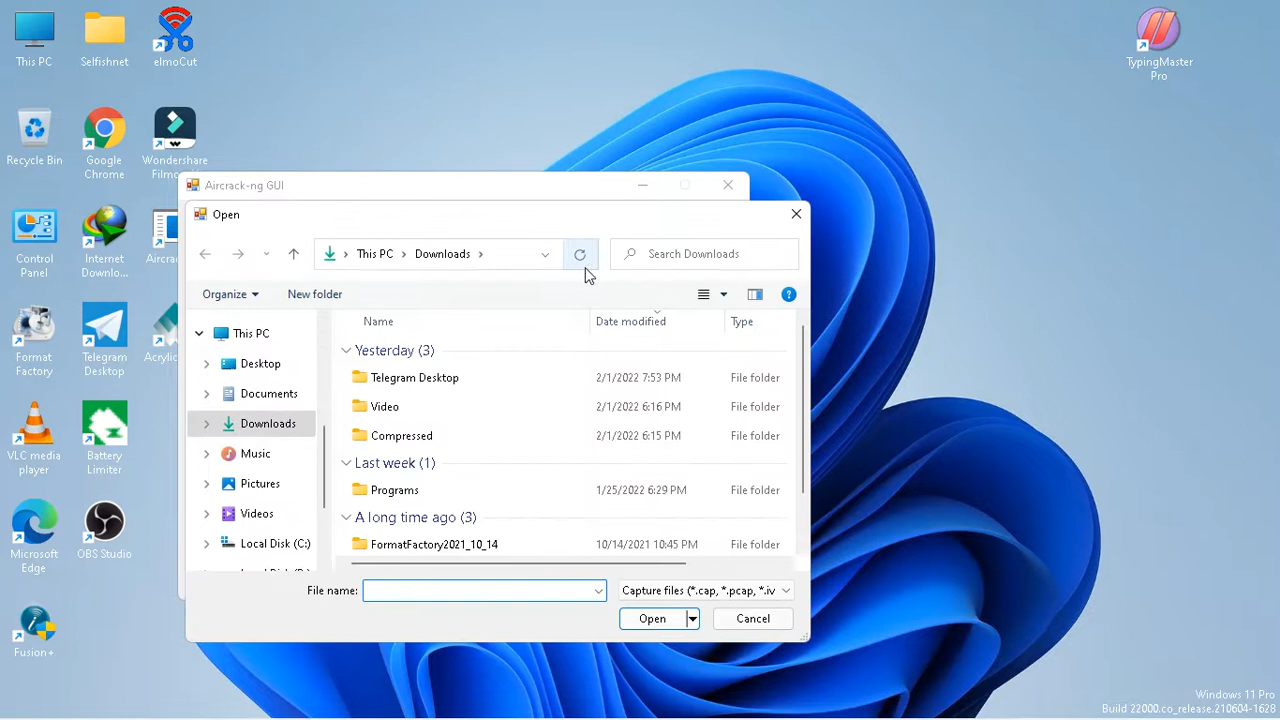 This PC
Selfishnet
elmoCut
TypingMaster
Pro
Recycle Bin
Google
Chrome
Wondershare
Filmo
Control
Panel
Internet
Downlo...
Aircrac
Format
Factory
Telegram
Desktop
Acrylic
VLC media
player
Battery
Limiter
Microsoft
Edge
OBS Studio
Fusion+
Aircrack-ng GUI
Open
This PC
Downloads
Search Downloads
Organize
New folder
Name
Date modified
Type
This PC
Desktop
Documents
Downloads
Music
Pictures
Videos
Local Disk (C:)
Yesterday (3)
Telegram Desktop 2/1/2022 7:53 PM File folder
Video 2/1/2022 6:16 PM File folder
Compressed 2/1/2022 6:15 PM File folder
Last week (1)
Programs 1/25/2022 6:29 PM File folder
A long time ago (3)
FormatFactory2021_10_14 10/14/2021 10:45 PM File folder
File name:
Capture files (*.cap, *.pcap, *.iv
Open
Cancel
Windows 11 Pro
Build 22000.co_release.210604-1628